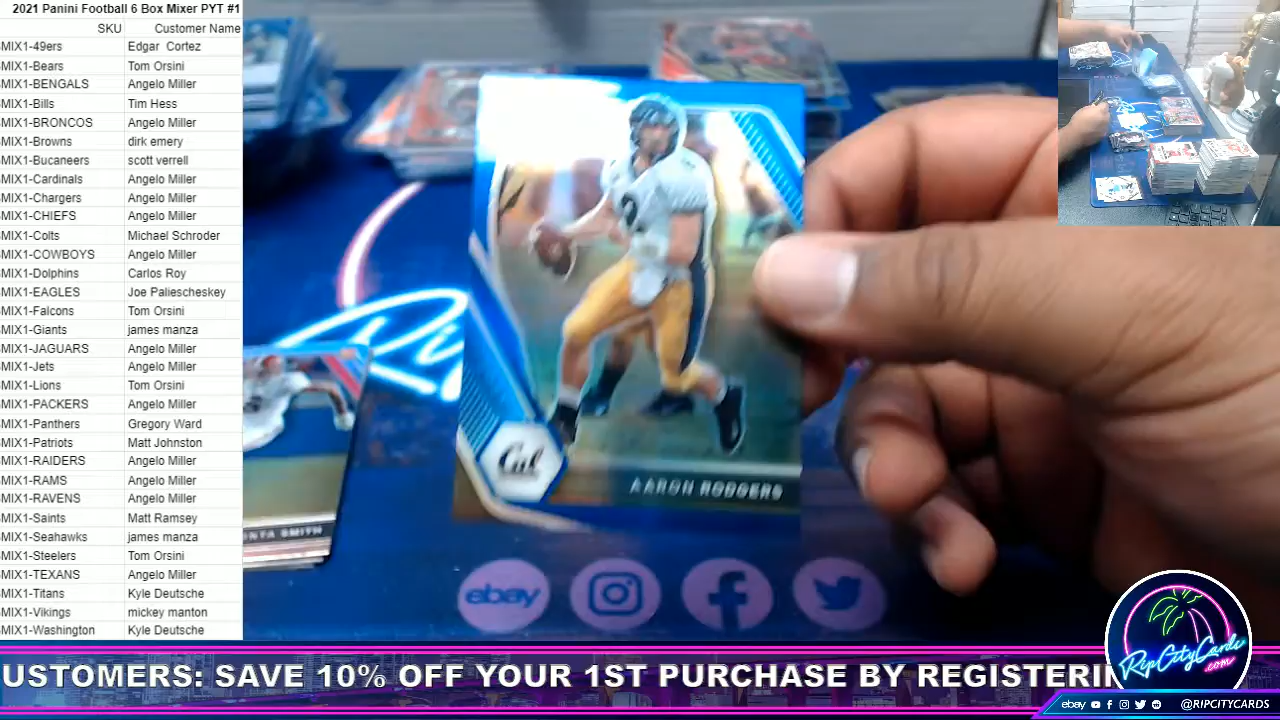 2021 Panini Football 6 Box Mixer PYT #1
SKU Customer Name
MIX1-49ers Edgar Cortez
MIX1-Bears Tom Orsini
MIX1-BENGALS Angelo Miller
MIX1-Bills Tim Hess
MIX1-BRONCOS Angelo Miller
MIX1-Browns dirk emery
MIX1-Bucaneers scott verrell
MIX1-Cardinals Angelo Miller
MIX1-Chargers Angelo Miller
MIX1-CHIEFS Angelo Miller
MIX1-Colts Michael Schroder
MIX1-COWBOYS Angelo Miller
MIX1-Dolphins Carlos Roy
MIX1-EAGLES Joe Paliescheskey
MIX1-Falcons Tom Orsini
MIX1-Giants james manza
MIX1-JAGUARS Angelo Miller
MIX1-Jets Angelo Miller
MIX1-Lions Tom Orsini
MIX1-PACKERS Angelo Miller
MIX1-Panthers Gregory Ward
MIX1-Patriots Matt Johnston
MIX1-RAIDERS Angelo Miller
MIX1-RAMS Angelo Miller
MIX1-RAVENS Angelo Miller
MIX1-Saints Matt Ramsey
MIX1-Seahawks james manza
MIX1-Steelers Tom Orsini
MIX1-TEXANS Angelo Miller
MIX1-Titans Kyle Deutsche
MIX1-Vikings mickey manton
MIX1-Washington Kyle Deutsche
2
Cal
AARON RODGERS
SMITH
ebay
USTOMERS: SAVE 10% OFF YOUR 1ST PURCHASE BY REGISTERIN
RipCityCards
.com
ebay @RIPCITYCARDS